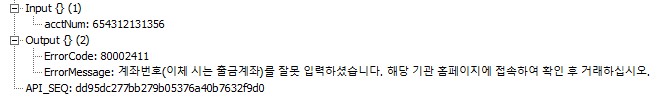 Input {} (1)
acctNum: 654312131356
Output {} (2)
ErrorCode: 80002411
ErrorMessage: 계좌번호(이체 시는 출금계좌)를 잘못 입력하셨습니다. 해당 기관 홈페이지에 접속하여 확인 후 거래하십시오.
API_SEQ: dd95dc277bb279b05376a40b7632f9d0